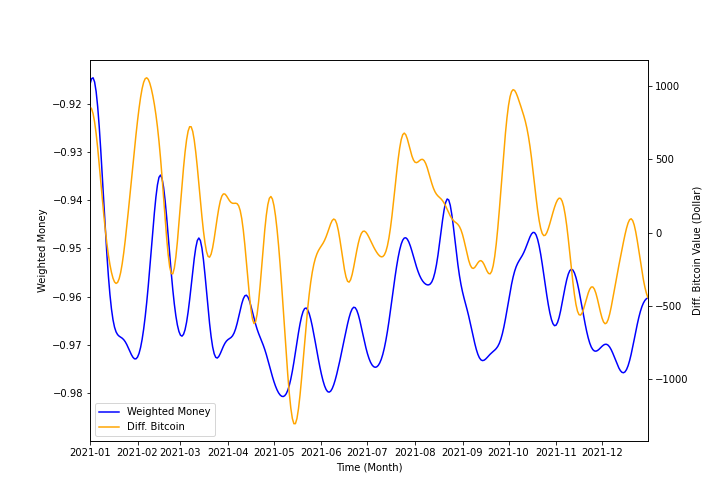 −0.92
−0.93
−0.94
−0.95
−0.96
−0.97
−0.98
Weighted Money
1000
500
0
−500
−1000
Diff. Bitcoin Value (Dollar)
Weighted Money
Diff. Bitcoin
2021-01 2021-02 2021-03 2021-04 2021-05 2021-06 2021-07 2021-08 2021-09 2021-10 2021-11 2021-12
Time (Month)